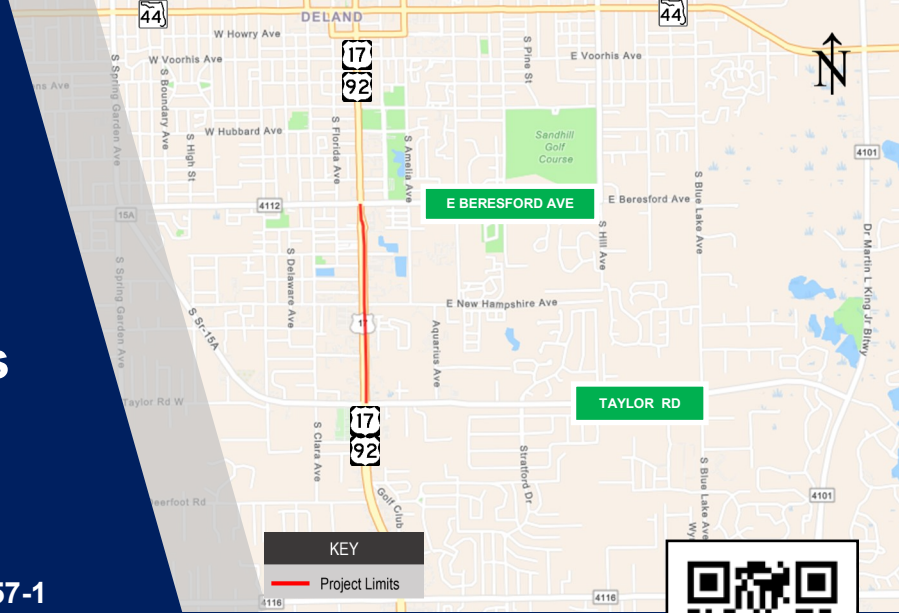 44
DELAND
44
W Howry Ave
17
92
W Voorhis Ave
E Voorhis Ave
S Pine St
S Spring Garden Ave
S Boundary Ave
N
W Hubbard Ave
S High St
S Florida Ave
S Amelia Ave
Sandhill
Golf
Course
4101
4112
E BERESFORD AVE
E Beresford Ave
S Blue Lake Ave
15A
S Hill Ave
Dr Martin L King Jr Bltwy
S Spring Garden Ave
S Delaware Ave
S Sr-15A
E New Hampshire Ave
17
Aquarius Ave
S
Taylor Rd W
TAYLOR RD
17
92
S Clara Ave
Stratford Dr
S Blue Lake Ave
Golf Club
4101
KEY
Project Limits
57-1
4116
4116